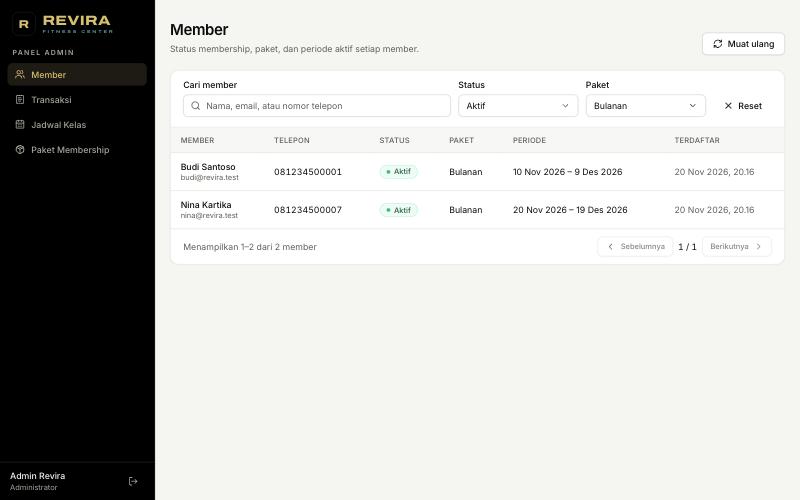 R
REVIRA
FITNESS CENTER
PANEL ADMIN
Member
Transaksi
Jadwal Kelas
Paket Membership
Admin Revira
Administrator
Member
Status membership, paket, dan periode aktif setiap member.
Muat ulang
Cari member
Status
Paket
Nama, email, atau nomor telepon
Aktif
Bulanan
Reset
MEMBER TELEPON STATUS PAKET PERIODE TERDAFTAR
Budi Santoso
budi@revira.test
081234500001 Aktif Bulanan 10 Nov 2026 – 9 Des 2026 20 Nov 2026, 20.16
Nina Kartika
nina@revira.test
081234500007 Aktif Bulanan 20 Nov 2026 – 19 Des 2026 20 Nov 2026, 20.16
Menampilkan 1–2 dari 2 member
Sebelumnya 1 / 1 Berikutnya